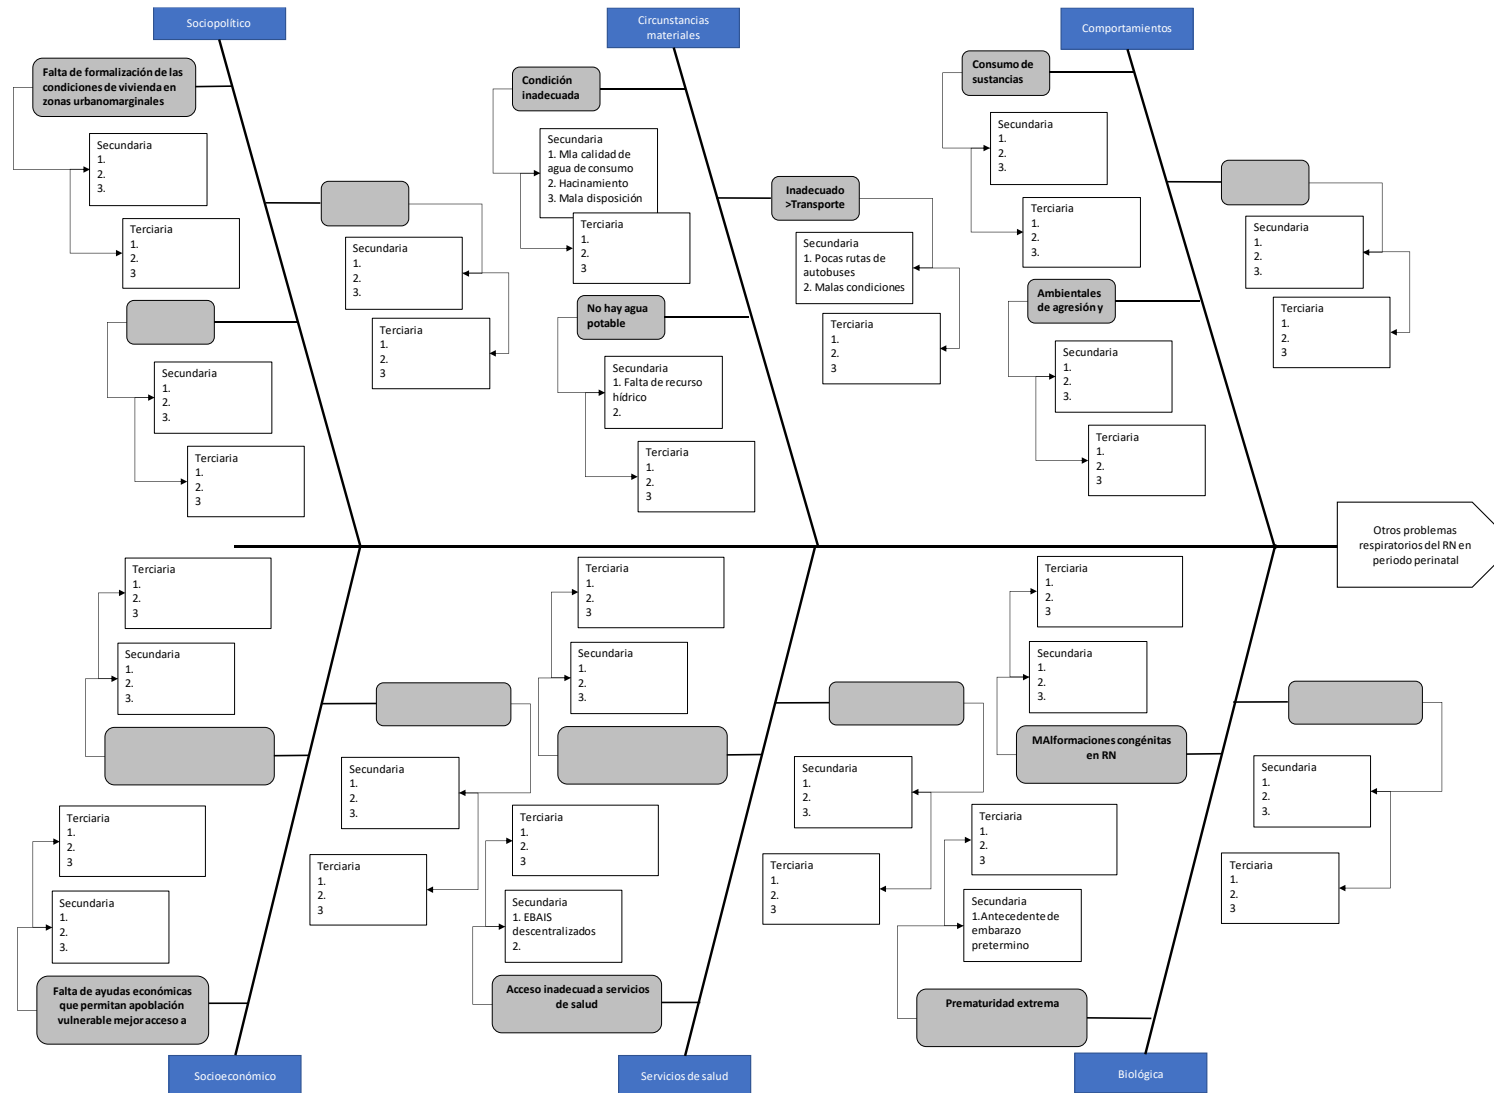 Sociopolítico
Circunstancias
materiales
Comportamientos
Falta de formalización de las
condiciones de vivienda en
zonas urbanomarginales
Secundaria
1.
2.
3.
Terciaria
1.
2.
3
Secundaria
1.
2.
3.
Terciaria
1.
2.
3
Secundaria
1.
2.
3.
Terciaria
1.
2.
3
Condición
inadecuada
Secundaria
1. Mla calidad de
agua de consumo
2. Hacinamiento
3. Mala disposición
Terciaria
1.
2.
3
Inadecuado
>Transporte
Secundaria
1. Pocas rutas de
autobuses
2. Malas condiciones
Terciaria
1.
2.
3
No hay agua
potable
Secundaria
1. Falta de recurso
hídrico
2.
Terciaria
1.
2.
3
Consumo de
sustancias
Secundaria
1.
2.
3.
Terciaria
1.
2.
3.
Secundaria
1.
2.
3.
Terciaria
1.
2.
3
Ambientales
de agresión y
Secundaria
1.
2.
3.
Terciaria
1.
2.
3
Otros problemas
respiratorios del RN en
periodo perinatal
Terciaria
1.
2.
3
Secundaria
1.
2.
3.
Secundaria
1.
2.
3.
Terciaria
1.
2.
3
Terciaria
1.
2.
3
Secundaria
1.
2.
3.
Falta de ayudas económicas
que permitan apoblación
vulnerable mejor acceso a
Terciaria
1.
2.
3
Secundaria
1.
2.
3.
Secundaria
1.
2.
3.
Terciaria
1.
2.
3
Terciaria
1.
2.
3
Secundaria
1. EBAIS
descentralizados
2.
Acceso inadecuad a servicios
de salud
Terciaria
1.
2.
3
Secundaria
1.
2.
3.
MAlformaciones congénitas
en RN
Secundaria
1.
2.
3.
Terciaria
1.
2.
3
Terciaria
1.
2.
3
Secundaria
1.Antecedente de
embarazo
pretermino
Prematuridad extrema
Socioeconómico
Servicios de salud
Biológica